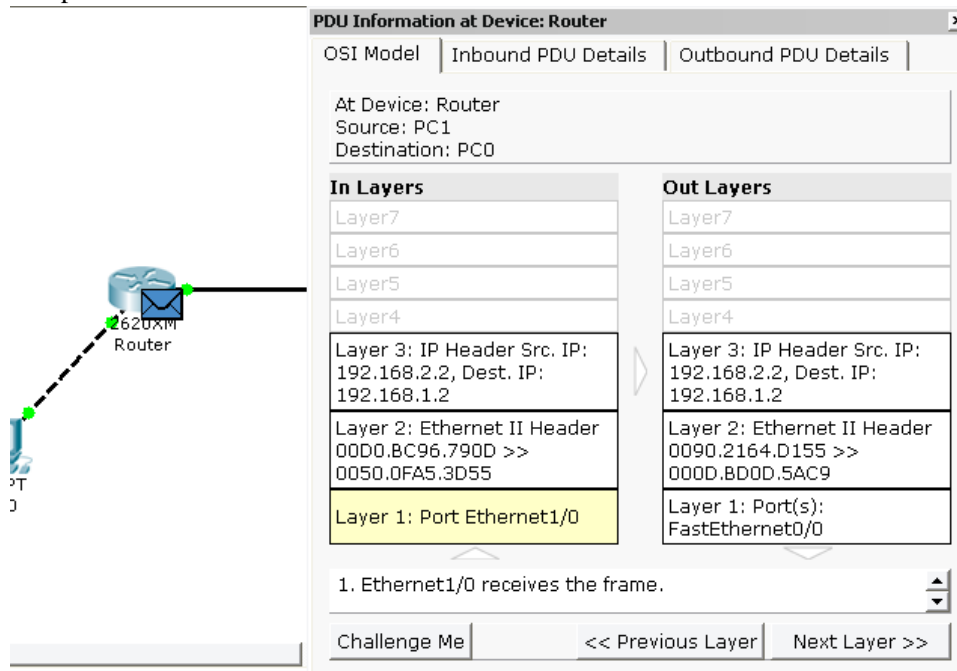 PDU Information at Device: Router
OSI Model
Inbound PDU Details
Outbound PDU Details
At Device: Router
Source: PC1
Destination: PC0
In Layers
Layer7
Layer6
Layer5
Layer4
Layer 3: IP Header Src. IP:
192.168.2.2, Dest. IP:
192.168.1.2
Layer 2: Ethernet II Header
00D0.BC96.790D >>
0050.0FA5.3D55
Layer 1: Port Ethernet1/0
Out Layers
Layer7
Layer6
Layer5
Layer4
Layer 3: IP Header Src. IP:
192.168.2.2, Dest. IP:
192.168.1.2
Layer 2: Ethernet II Header
0090.2164.D155 >>
000D.BD0D.5AC9
Layer 1: Port(s):
FastEthernet0/0
1. Ethernet1/0 receives the frame.
Challenge Me
<< Previous Layer
Next Layer >>
2620XM
Router